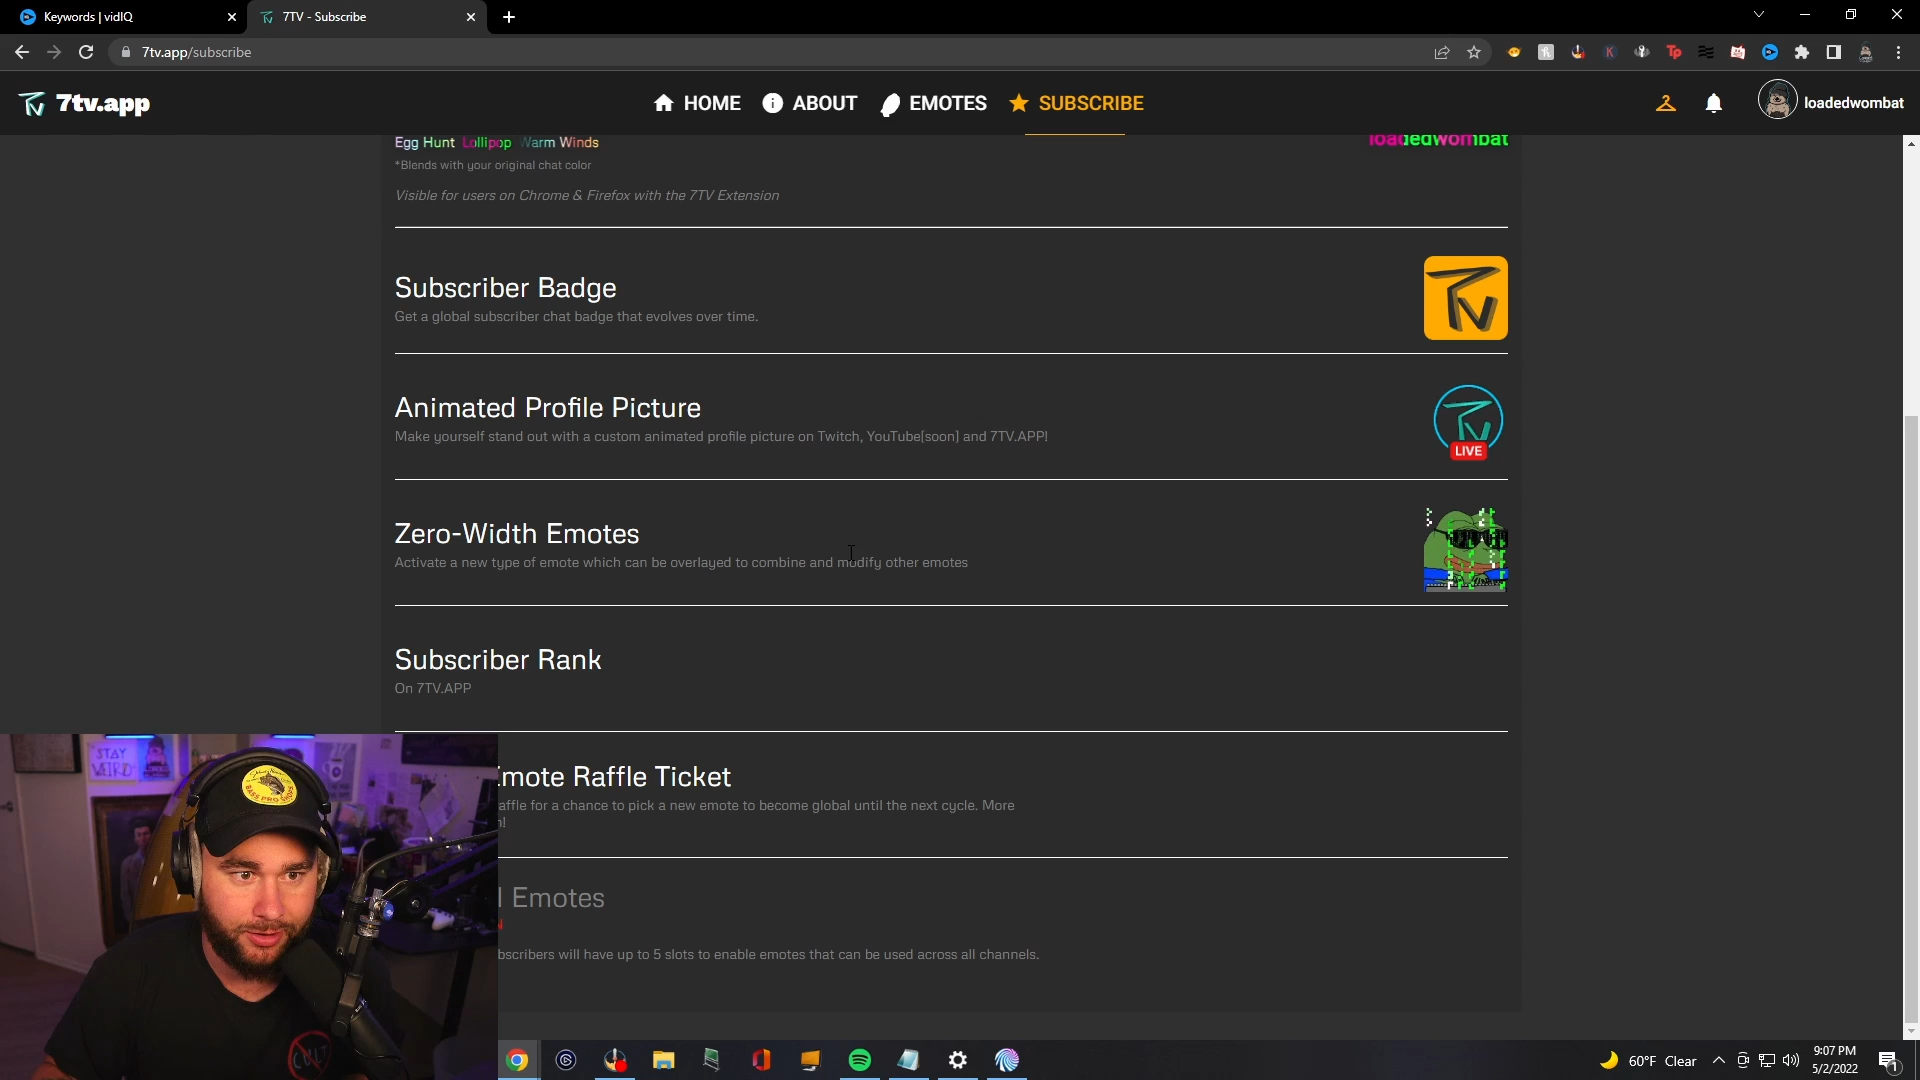 Keywords | vidIQ
7TV - Subscribe
7tv.app/subscribe
7tv.app
HOME
ABOUT
EMOTES
SUBSCRIBE
loadedwombat
Egg Hunt Lollipop Warm Winds
loadedwombat
*Blends with your original chat color
Visible for users on Chrome & Firefox with the 7TV Extension
Subscriber Badge
Get a global subscriber chat badge that evolves over time.
Animated Profile Picture
Make yourself stand out with a custom animated profile picture on Twitch, YouTube[soon] and 7TV.APP!
LIVE
Zero-Width Emotes
Activate a new type of emote which can be overlayed to combine and modify other emotes
Subscriber Rank
On 7TV.APP
Emote Raffle Ticket
affle for a chance to pick a new emote to become global until the next cycle. More
n!
l Emotes
bscribers will have up to 5 slots to enable emotes that can be used across all channels.
STAY
WEIRD
BASS PRO SHOPS
CULT
60°F Clear
9:07 PM
5/2/2022
1